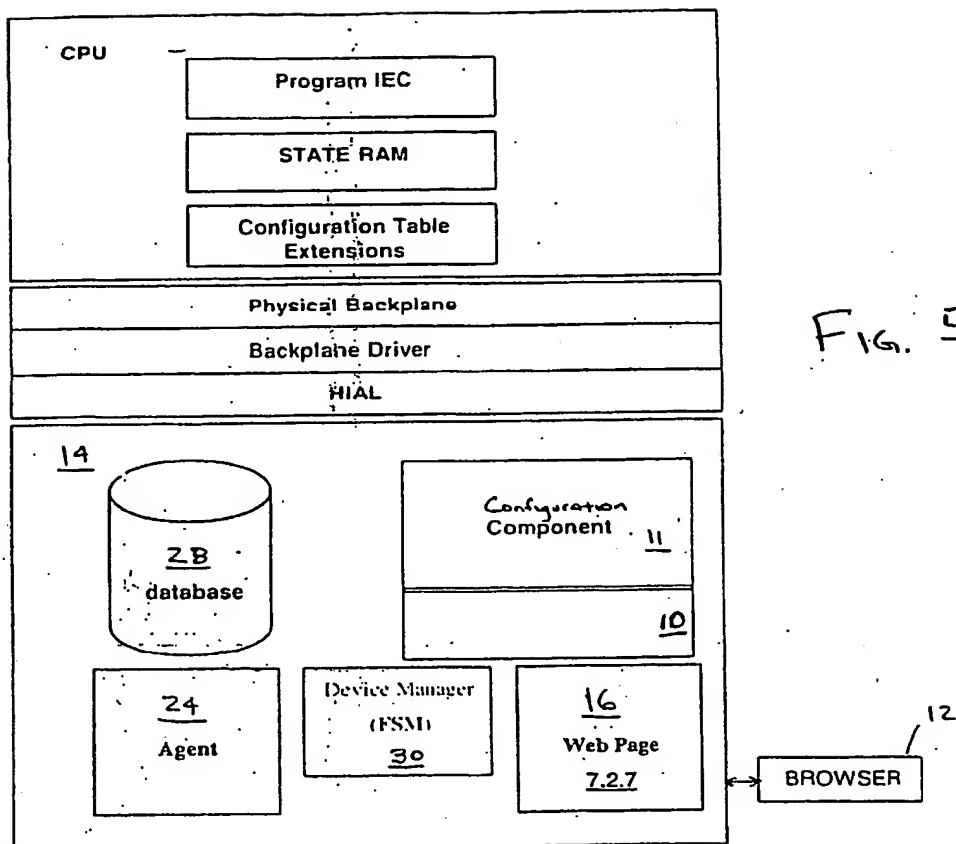 CPU
Program IEC
STATE RAM
Configuration Table
Extensions
Physical Backplane
Backplane Driver
HIAL
FIG.
14
28
database
Configuration
Component
11
10
24
Agent
Device Manager
(FSM)
30
16
Web Page
7.2.7
12
BROWSER